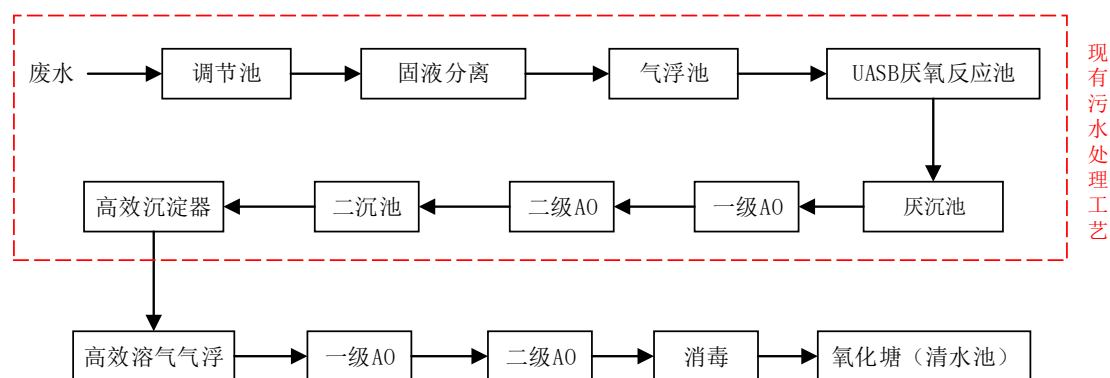 废水
调节池
固液分离
气浮池
UASB厌氧反应池
现有污水处理工艺
高效沉淀器
二沉池
二级AO
一级AO
厌沉池
高效溶气气浮
一级AO
二级AO
消毒
氧化塘（清水池）